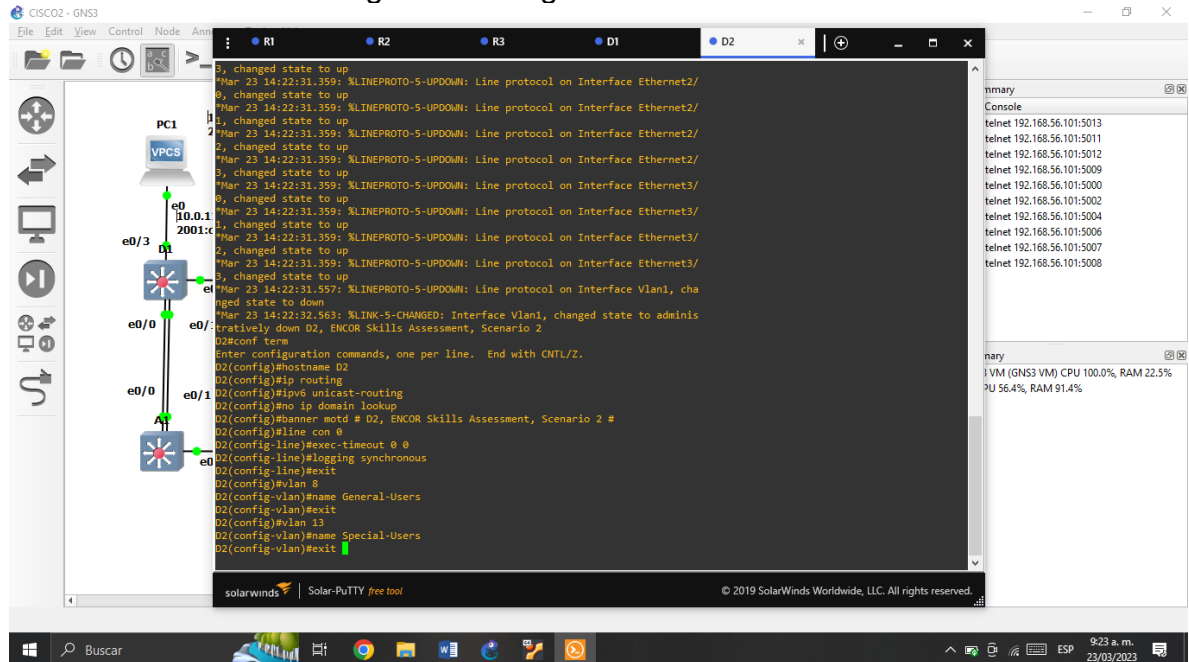 CISCO2 - GNS3
File Edit View Control Node Ann
R1 R2 R3 D1 D2
PC1
VPCS
e0
10.0.1
2001:c
e0/3
D1
e0/0
e0/0
e0/1
A1
3, changed state to up
*Mar 23 14:22:31.359: %LINEPROTO-5-UPDOWN: Line protocol on Interface Ethernet2/
0, changed state to up
*Mar 23 14:22:31.359: %LINEPROTO-5-UPDOWN: Line protocol on Interface Ethernet2/
1, changed state to up
*Mar 23 14:22:31.359: %LINEPROTO-5-UPDOWN: Line protocol on Interface Ethernet2/
2, changed state to up
*Mar 23 14:22:31.359: %LINEPROTO-5-UPDOWN: Line protocol on Interface Ethernet2/
3, changed state to up
*Mar 23 14:22:31.359: %LINEPROTO-5-UPDOWN: Line protocol on Interface Ethernet3/
0, changed state to up
*Mar 23 14:22:31.359: %LINEPROTO-5-UPDOWN: Line protocol on Interface Ethernet3/
1, changed state to up
*Mar 23 14:22:31.359: %LINEPROTO-5-UPDOWN: Line protocol on Interface Ethernet3/
2, changed state to up
*Mar 23 14:22:31.359: %LINEPROTO-5-UPDOWN: Line protocol on Interface Ethernet3/
3, changed state to up
*Mar 23 14:22:31.557: %LINEPROTO-5-UPDOWN: Line protocol on Interface Vlan1, cha
nged state to down
*Mar 23 14:22:32.563: %LINK-5-CHANGED: Interface Vlan1, changed state to adminis
tratively down D2, ENCOR Skills Assessment, Scenario 2
D2#conf term
Enter configuration commands, one per line.  End with CNTL/Z.
D2(config)#hostname D2
D2(config)#ip routing
D2(config)#ipv6 unicast-routing
D2(config)#no ip domain lookup
D2(config)#banner motd # D2, ENCOR Skills Assessment, Scenario 2 #
D2(config)#line con 0
D2(config-line)#exec-timeout 0 0
D2(config-line)#logging synchronous
D2(config-line)#exit
D2(config)#vlan 8
D2(config-vlan)#name General-Users
D2(config-vlan)#exit
D2(config)#vlan 13
D2(config-vlan)#name Special-Users
D2(config-vlan)#exit
solarwinds Solar-PuTTY free tool © 2019 SolarWinds Worldwide, LLC. All rights reserved.
Console
telnet 192.168.56.101:5013
telnet 192.168.56.101:5011
telnet 192.168.56.101:5012
telnet 192.168.56.101:5009
telnet 192.168.56.101:5000
telnet 192.168.56.101:5002
telnet 192.168.56.101:5004
telnet 192.168.56.101:5006
telnet 192.168.56.101:5007
telnet 192.168.56.101:5008
VM (GNS3 VM) CPU 100.0%, RAM 22.5%
PU 56.4%, RAM 91.4%
Buscar
ESP
9:23 a. m.
23/03/2023